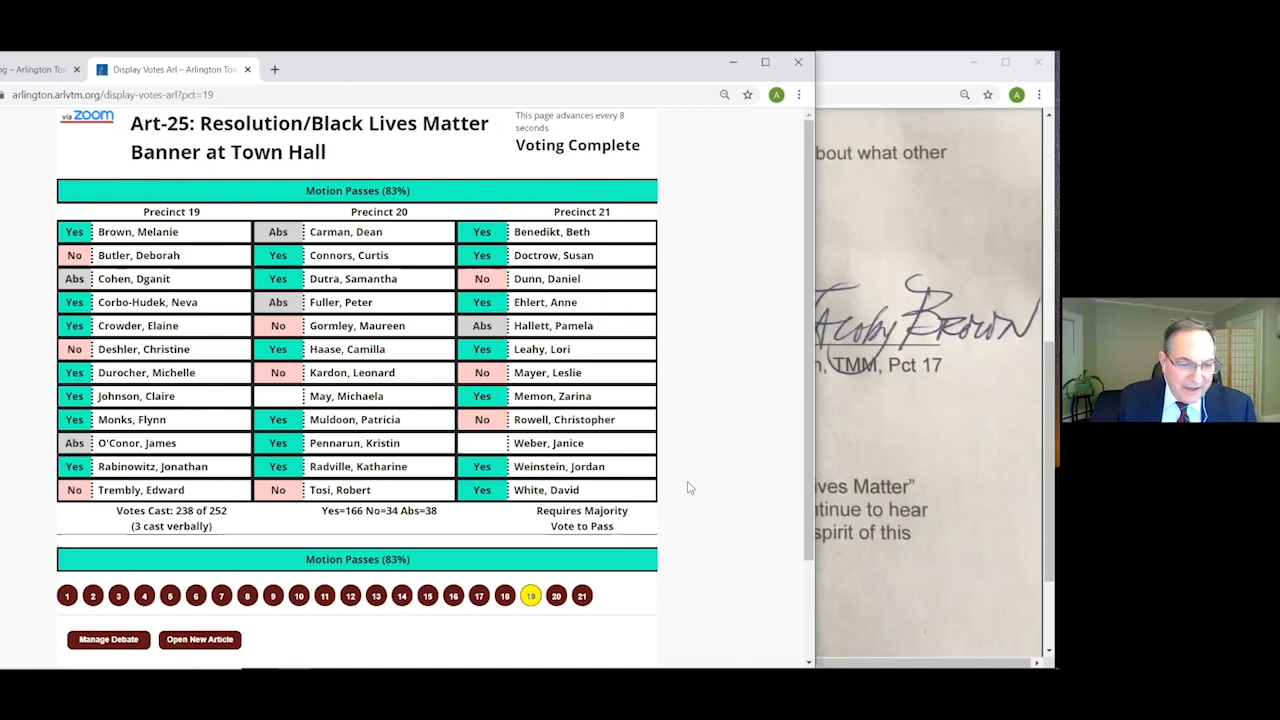 ng – Arlington Tow
Display Votes Arl – Arlington Tow
arlington.arlvtm.org/display-votes-arl?pct=19
A
A
via zoom
Art-25: Resolution/Black Lives Matter
Banner at Town Hall
This page advances every 8
seconds
Voting Complete
Motion Passes (83%)
Precinct 19 Precinct 20 Precinct 21
Yes Brown, Melanie Abs Carman, Dean Yes Benedikt, Beth
No Butler, Deborah Yes Connors, Curtis Yes Doctrow, Susan
Abs Cohen, Dganit Yes Dutra, Samantha No Dunn, Daniel
Yes Corbo-Hudek, Neva Abs Fuller, Peter Yes Ehlert, Anne
Yes Crowder, Elaine No Gormley, Maureen Abs Hallett, Pamela
No Deshler, Christine Yes Haase, Camilla Yes Leahy, Lori
Yes Durocher, Michelle No Kardon, Leonard No Mayer, Leslie
Yes Johnson, Claire May, Michaela Yes Memon, Zarina
Yes Monks, Flynn Yes Muldoon, Patricia No Rowell, Christopher
Abs O'Conor, James Yes Pennarun, Kristin Weber, Janice
Yes Rabinowitz, Jonathan Yes Radville, Katharine Yes Weinstein, Jordan
No Trembly, Edward No Tosi, Robert Yes White, David
Votes Cast: 238 of 252 Yes=166 No=34 Abs=38 Requires Majority
(3 cast verbally) Vote to Pass
Motion Passes (83%)
1 2 3 4 5 6 7 8 9 10 11 12 13 14 15 16 17 18 19 20 21
Manage Debate Open New Article
bout what other
Jacoby Brown
n, TMM, Pct 17
ives Matter”
ntinue to hear
spirit of this